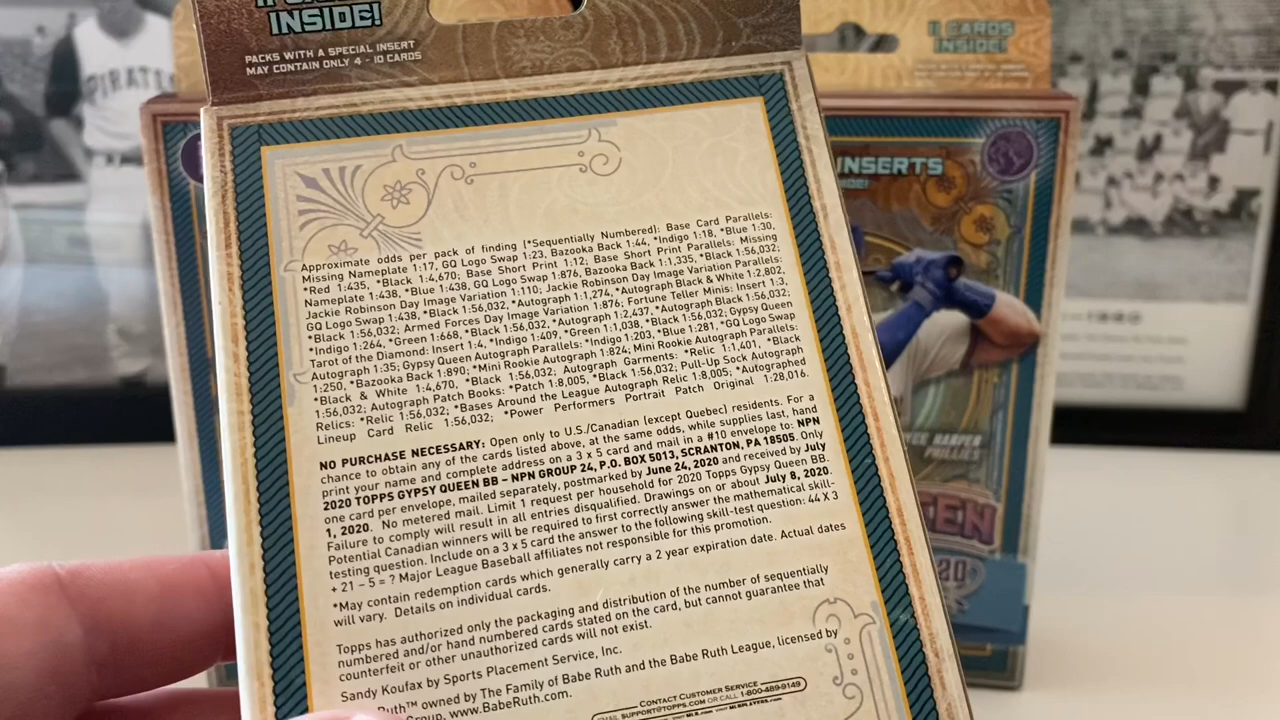 INSIDE!
PACKS WITH A SPECIAL INSERT
MAY CONTAIN ONLY 4 - 10 CARDS
Approximate odds per pack of finding (*Sequentially Numbered): Base Card Parallels:
Missing Nameplate 1:17, GQ Logo Swap 1:23, Bazooka Back 1:44, *Indigo 1:18, *Blue 1:30,
*Red 1:435, *Black 1:4,670; Base Short Print 1:12; Base Short Print Parallels: Missing
Nameplate 1:438, *Blue 1:438, GQ Logo Swap 1:876, Bazooka Back 1:1,335, *Black 1:56,032;
Jackie Robinson Day Image Variation 1:110; Jackie Robinson Day Image Variation Parallels:
GQ Logo Swap 1:438, *Black 1:56,032, *Autograph 1:1,274, *Autograph Black & White 1:2,802,
*Black 1:56,032; Armed Forces Day Image Variation 1:876; Fortune Teller Minis: Insert 1:3,
*Indigo 1:264, *Green 1:668, *Black 1:56,032, *Autograph 1:2,437, *Autograph Black 1:56,032;
Tarot of the Diamond: Insert 1:4, *Indigo 1:409, *Green 1:1,038, *Black 1:56,032; Gypsy Queen
Autograph 1:35; Gypsy Queen Autograph Parallels: *Indigo 1:203, *Blue 1:281, *GQ Logo Swap
1:250, *Bazooka Back 1:890; *Mini Rookie Autograph 1:824; Mini Rookie Autograph Parallels:
*Black & White 1:4,670, *Black 1:56,032; Autograph Garments: *Relic 1:1,401, *Black
1:56,032; Autograph Patch Books: *Patch 1:8,005, *Black 1:56,032; Pull-Up Sock Autograph
Relics: *Relic 1:56,032; *Bases Around the League Autograph Relic 1:8,005; *Autographed
Lineup Card Relic 1:56,032; *Power Performers Portrait Patch Original 1:28,016.
NO PURCHASE NECESSARY: Open only to U.S./Canadian (except Quebec) residents. For a
chance to obtain any of the cards listed above, at the same odds, while supplies last, hand
print your name and complete address on a 3 x 5 card and mail in a #10 envelope to: NPN
2020 TOPPS GYPSY QUEEN BB – NPN GROUP 24, P.O. BOX 5013, SCRANTON, PA 18505. Only
one card per envelope, mailed separately, postmarked by June 24, 2020 and received by July
1, 2020. No metered mail. Limit 1 request per household for 2020 Topps Gypsy Queen BB.
Failure to comply will result in all entries disqualified. Drawings on or about July 8, 2020.
Potential Canadian winners will be required to first correctly answer the mathematical skill-
testing question. Include on a 3 x 5 card the answer to the following skill-test question: 44 X 3
+ 21 – 5 = ? Major League Baseball affiliates not responsible for this promotion.
*May contain redemption cards which generally carry a 2 year expiration date. Actual dates
will vary. Details on individual cards.
Topps has authorized only the packaging and distribution of the number of sequentially
numbered and/or hand numbered cards stated on the card, but cannot guarantee that
counterfeit or other unauthorized cards will not exist.
Sandy Koufax by Sports Placement Service, Inc.
Ruth™ owned by The Family of Babe Ruth and the Babe Ruth League, licensed by
Group, www.BabeRuth.com.
CONTACT CUSTOMER SERVICE
EMAIL SUPPORT@TOPPS.COM OR CALL 1-800-489-9149
VISIT MLB.com VISIT MLBPLAYERS.com
PIRATE
11 CARDS
INSIDE!
INSERTS
HARPER
PHILLIES